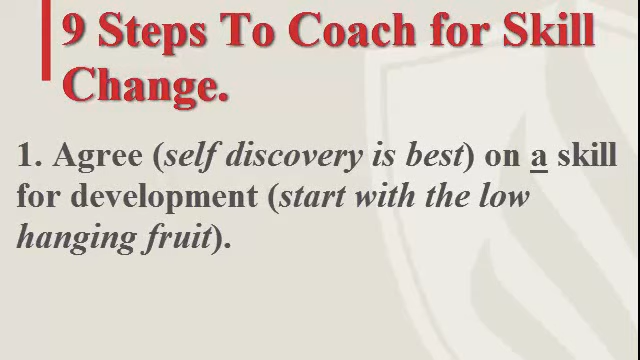 9 Steps To Coach for Skill
Change.
1. Agree (self discovery is best) on a skill
for development (start with the low
hanging fruit).